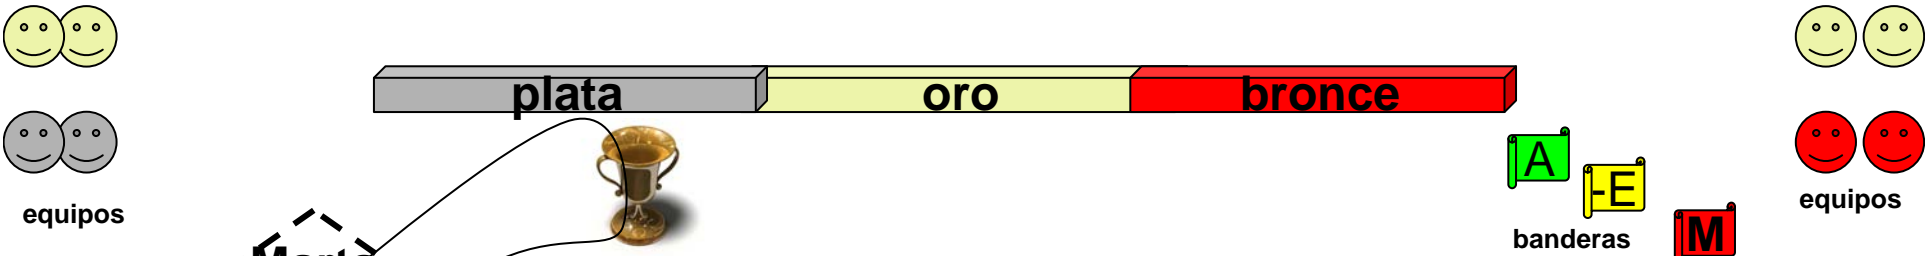 plata oro bronce
A
-E
equipos
equipos
M
banderas